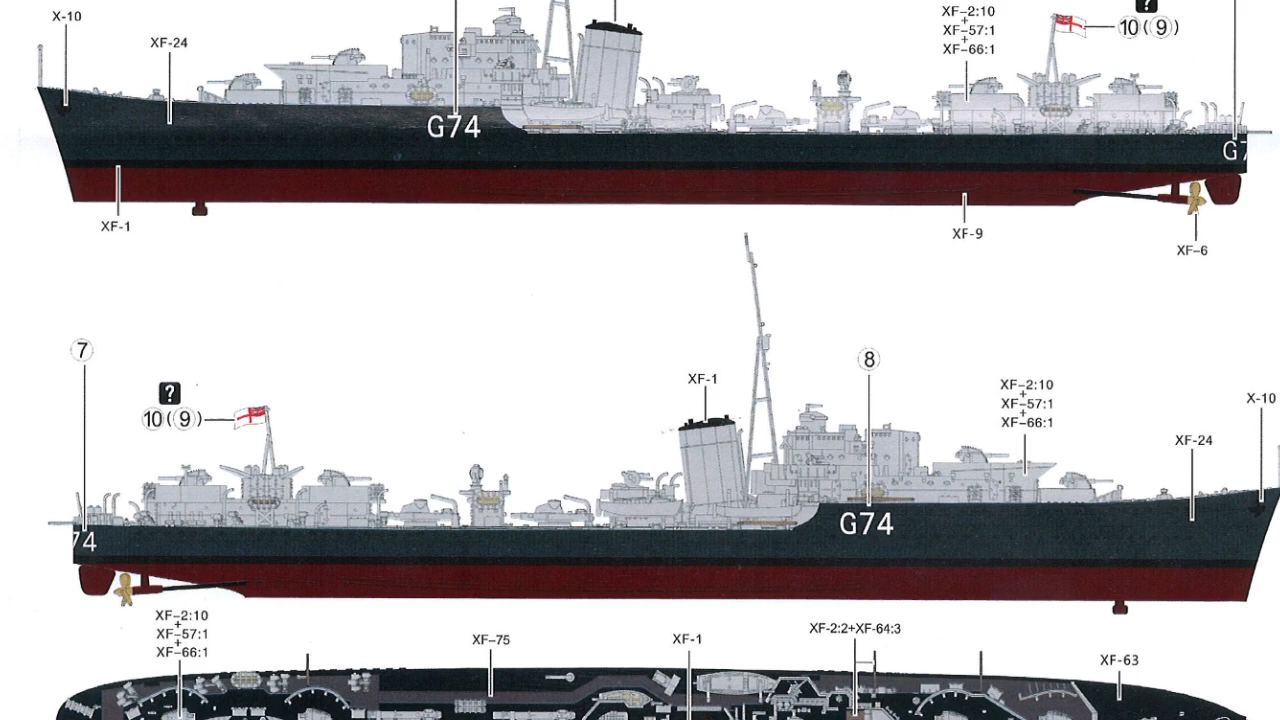 X-10
XF-24
XF-2:10
+
XF-57:1
+
XF-66:1
?
10(9)
G74
G7
XF-1
XF-9
XF-6
7
?
10(9)
XF-1
8
XF-2:10
+
XF-57:1
+
XF-66:1
X-10
XF-24
74
G74
XF-2:10
+
XF-57:1
+
XF-66:1
XF-75
XF-1
XF-2:2+XF-64:3
XF-63